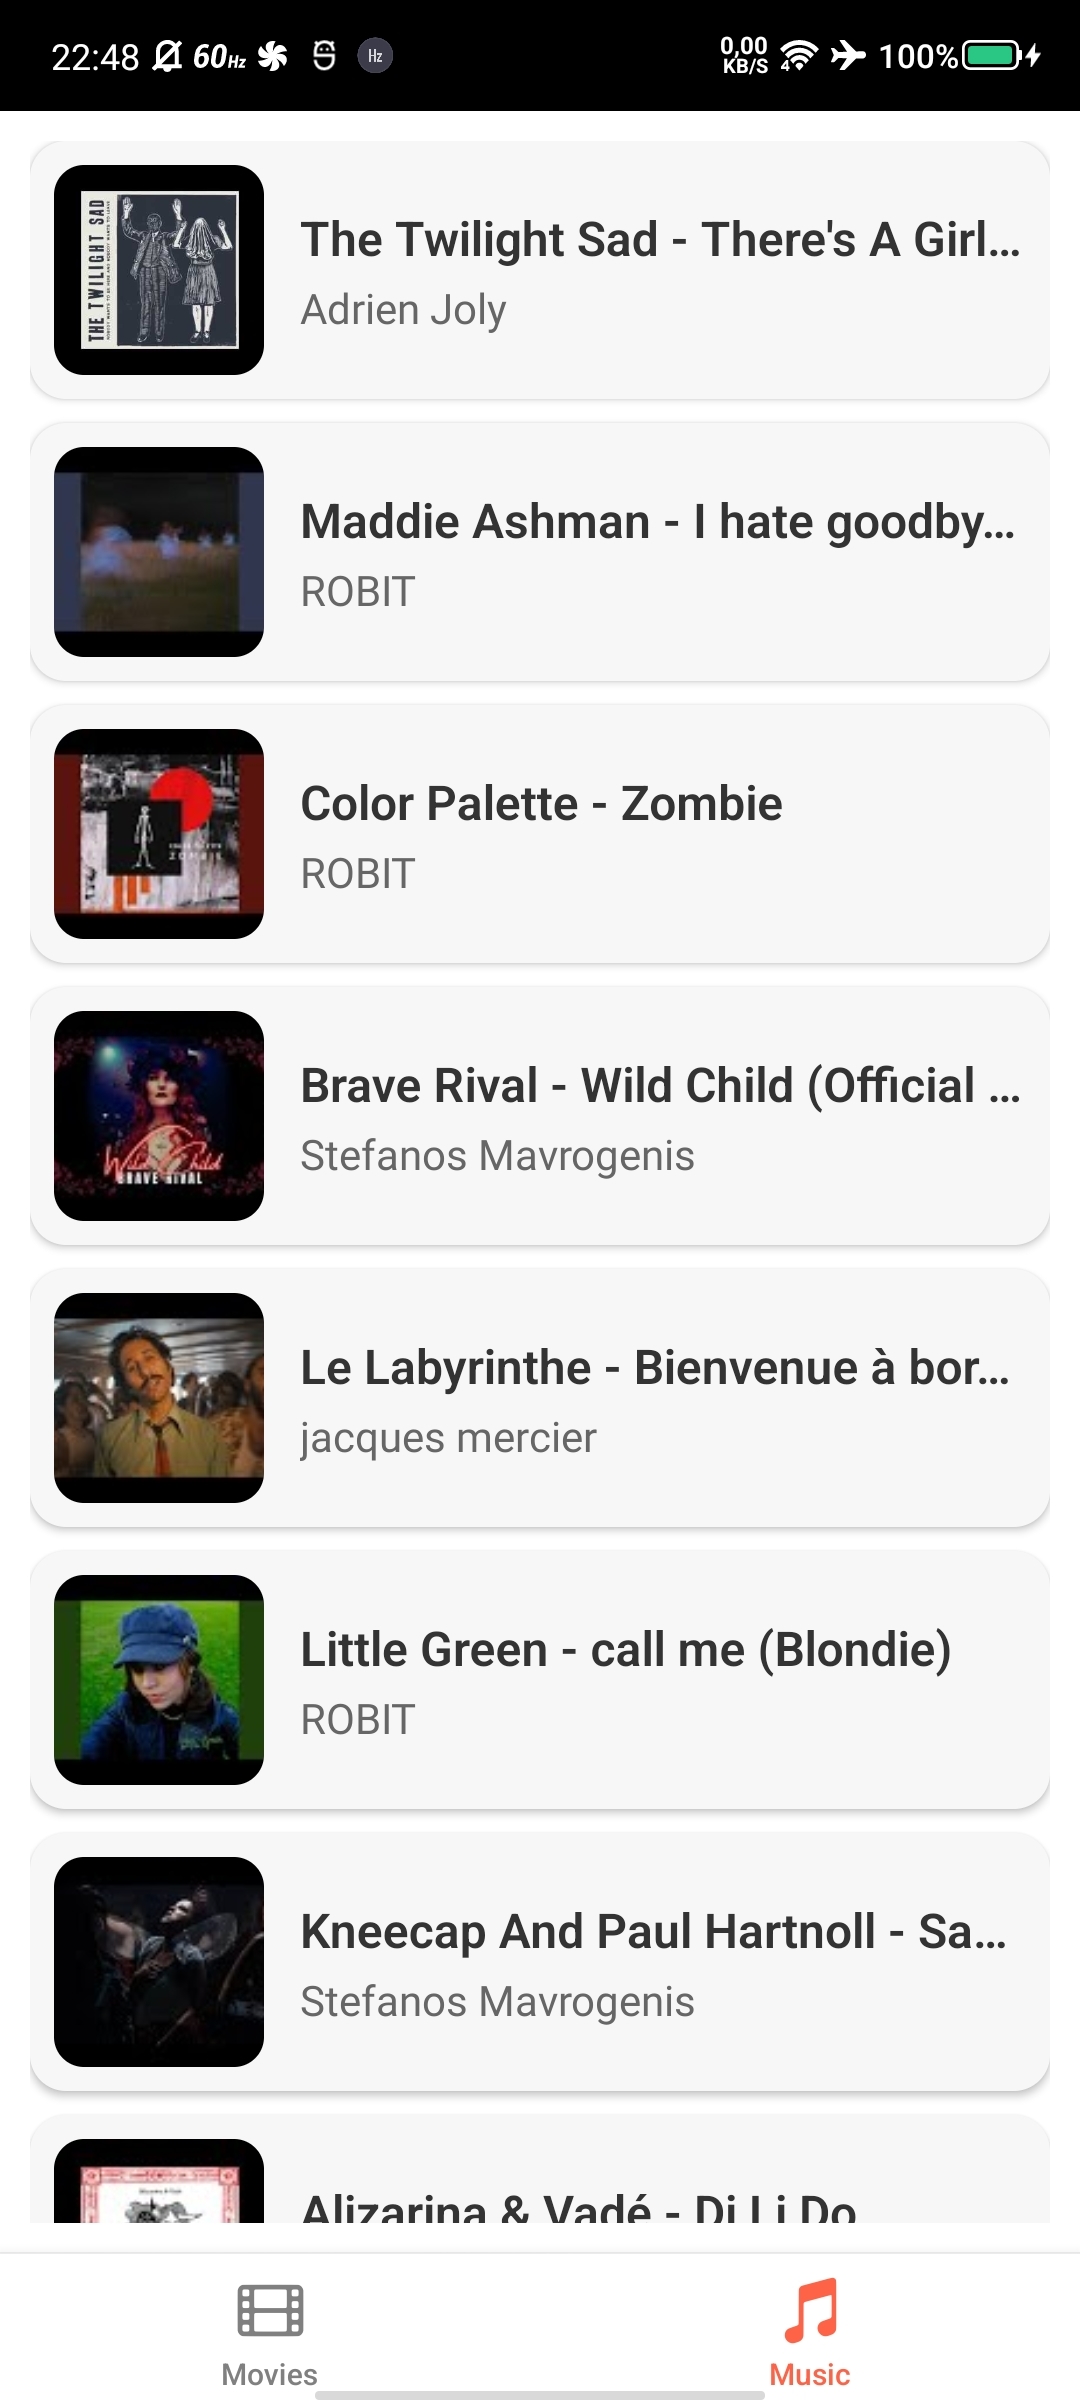 22:48 60Hz Hz 0,00 KB/S 4 100%
THE TWILIGHT SAD
The Twilight Sad - There's A Girl...
Adrien Joly
Maddie Ashman - I hate goodby...
ROBIT
ZOMBIE
Color Palette - Zombie
ROBIT
Wild Child
BRAVE RIVAL
Brave Rival - Wild Child (Official ...
Stefanos Mavrogenis
Le Labyrinthe - Bienvenue à bor...
jacques mercier
Little Green - call me (Blondie)
ROBIT
Kneecap And Paul Hartnoll - Sa...
Stefanos Mavrogenis
Alizarina & Vadé - Di Li Do
Movies
Music